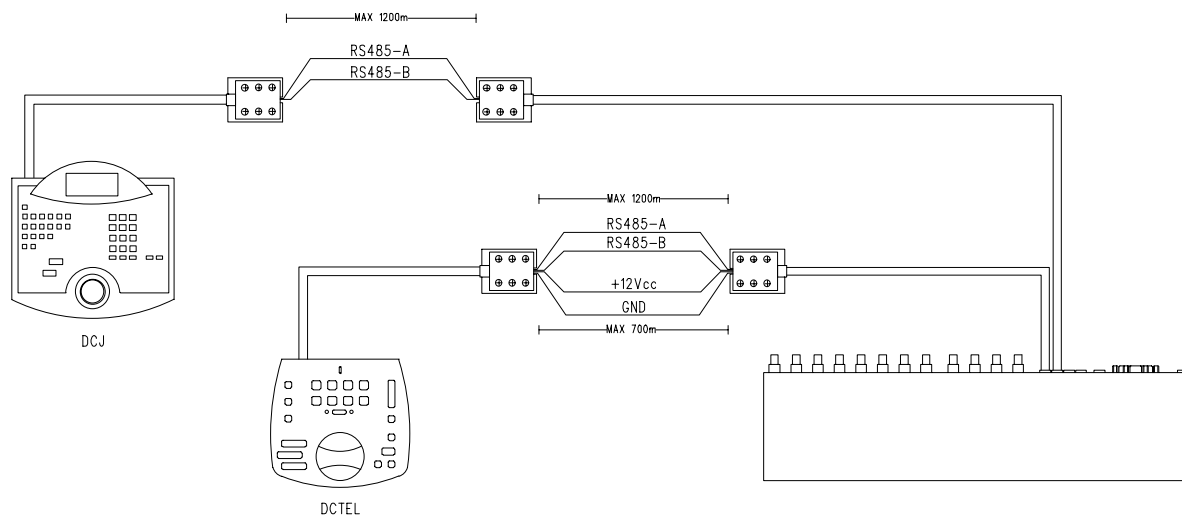 MAX 1200m
RS485-A
RS485-B
MAX 1200m
RS485-A
RS485-B
+12Vcc
GND
MAX 700m
DCJ
DCTEL